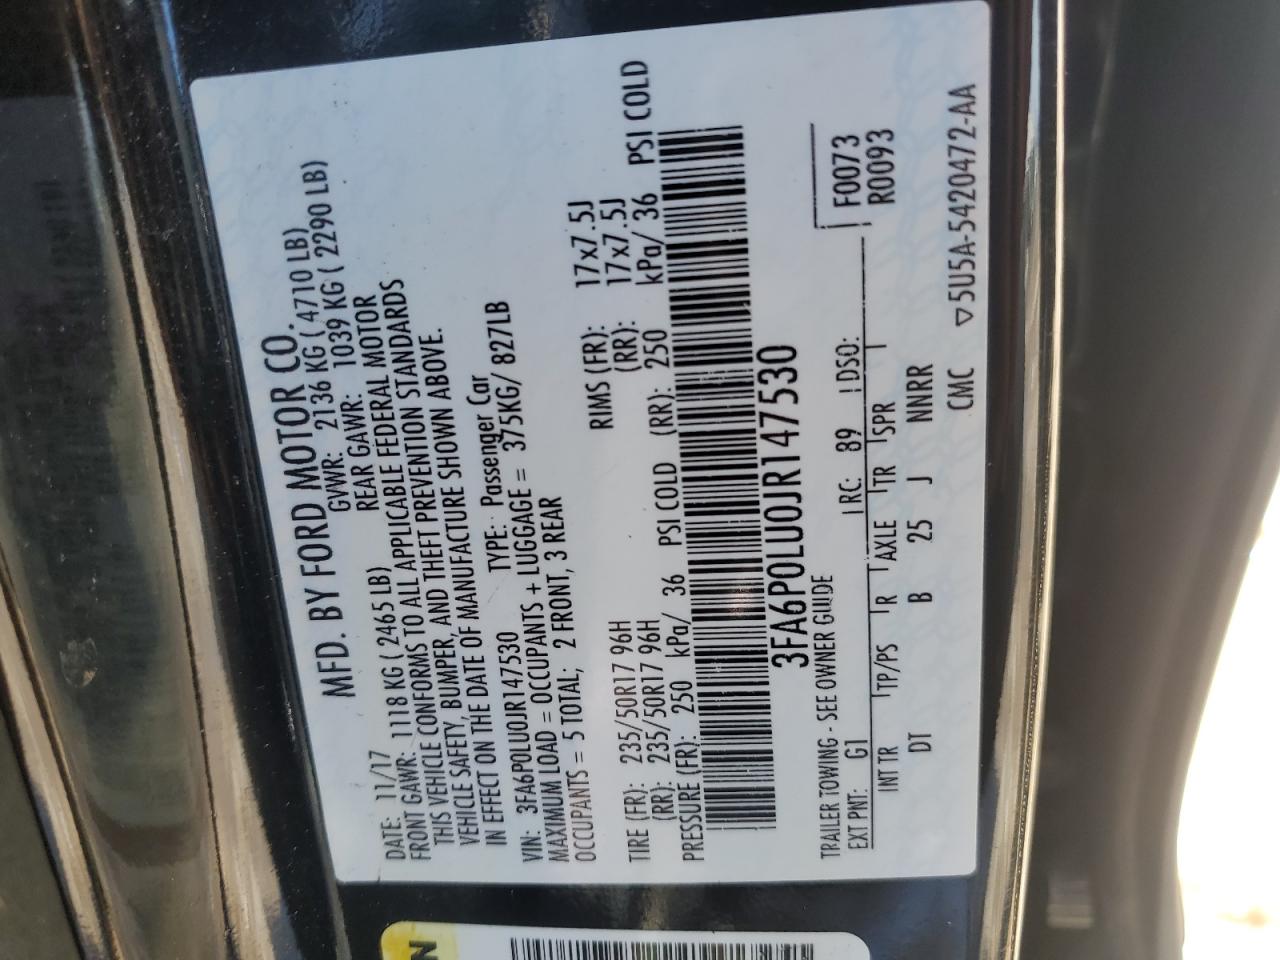 MFD. BY FORD MOTOR CO.
DATE: 11/17 GVWR: 2136 KG ( 4710 LB)
FRONT GAWR: 1118 KG ( 2465 LB) REAR GAWR: 1039 KG ( 2290 LB)
THIS VEHICLE CONFORMS TO ALL APPLICABLE FEDERAL MOTOR
VEHICLE SAFETY, BUMPER, AND THEFT PREVENTION STANDARDS
IN EFFECT ON THE DATE OF MANUFACTURE SHOWN ABOVE.
VIN: 3FA6P0LU0JR147530 TYPE: Passenger Car
MAXIMUM LOAD = OCCUPANTS + LUGGAGE = 375KG/ 827LB
OCCUPANTS = 5 TOTAL; 2 FRONT, 3 REAR
TIRE (FR): 235/50R17 96H RIMS (FR): 17x7.5J
(RR): 235/50R17 96H (RR): 17x7.5J
PRESSURE (FR): 250 kPa/ 36 PSI COLD (RR): 250 kPa/ 36 PSI COLD
3FA6P0LU0JR147530
TRAILER TOWING - SEE OWNER GUIDE
EXT PNT: G1 RC: 89 DSO: F0073
INT TR TP/PS R AXLE TR SPR R0093
DT B 25 J NNRR
CMC ▽5U5A-5420472-AA
N